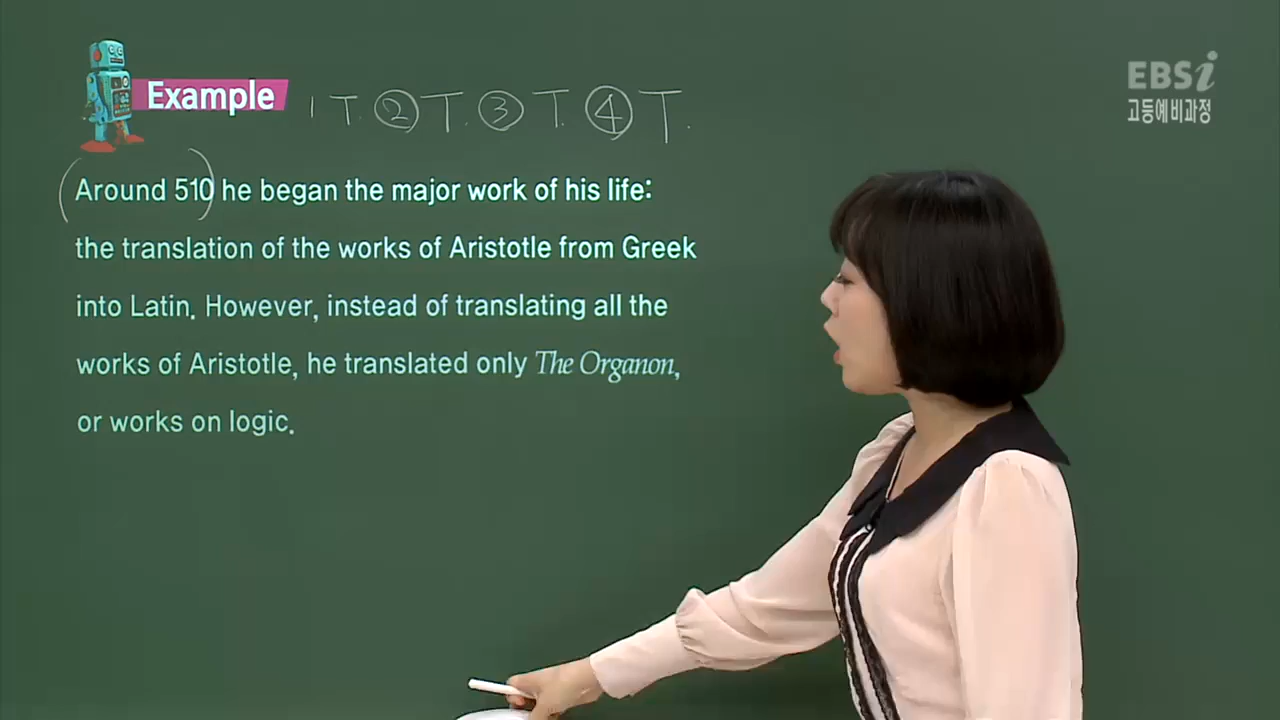 EBSi
고등예비과정
Example 1 T. ② T. ③ T. ④ T.
(Around 510) he began the major work of his life:
the translation of the works of Aristotle from Greek
into Latin. However, instead of translating all the
works of Aristotle, he translated only The Organon,
or works on logic.